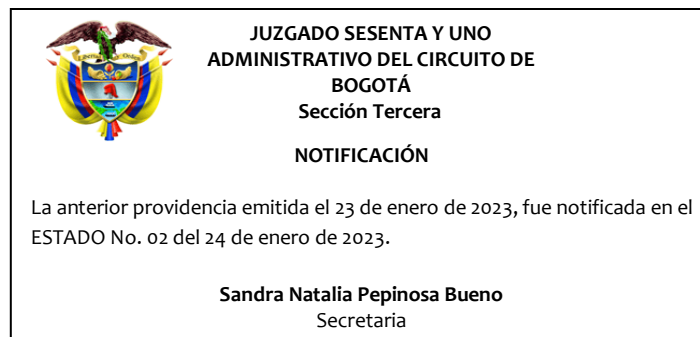 JUZGADO SESENTA Y UNO
ADMINISTRATIVO DEL CIRCUITO DE
BOGOTÁ
Sección Tercera
NOTIFICACIÓN
La anterior providencia emitida el 23 de enero de 2023, fue notificada en el
ESTADO No. 02 del 24 de enero de 2023.
Sandra Natalia Pepinosa Bueno
Secretaria